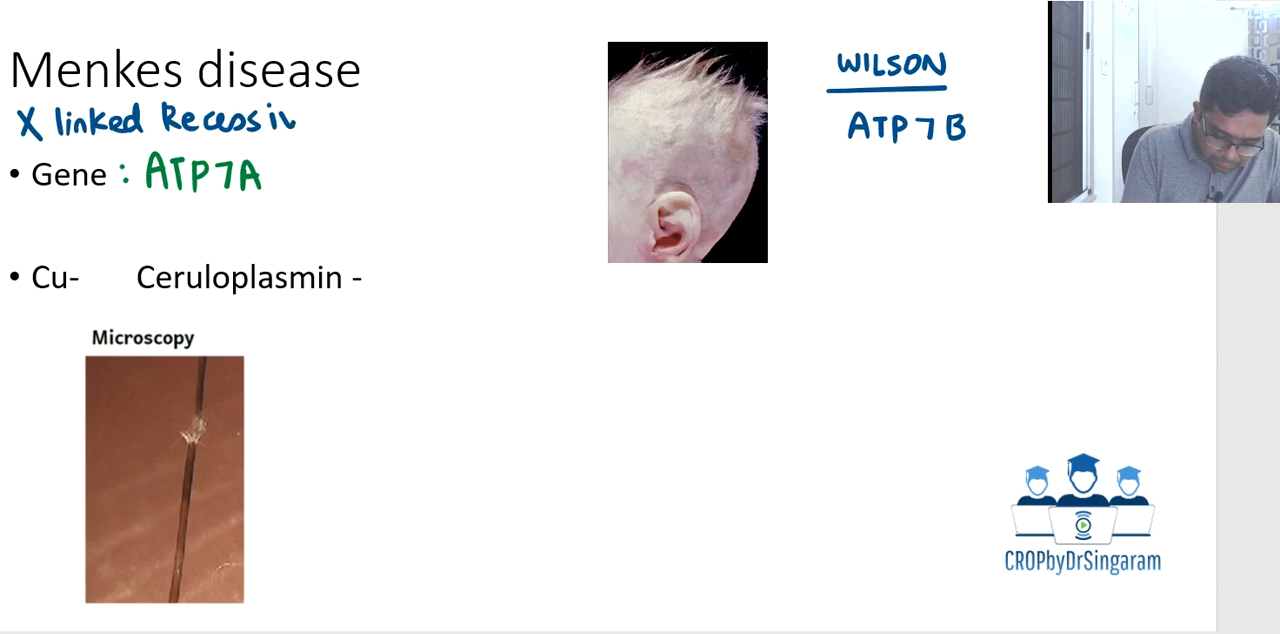 Menkes disease
X linked Recessiv
• Gene : ATP7A
• Cu- Ceruloplasmin -
Microscopy
WILSON
ATP7B
CROPbyDrSingaram